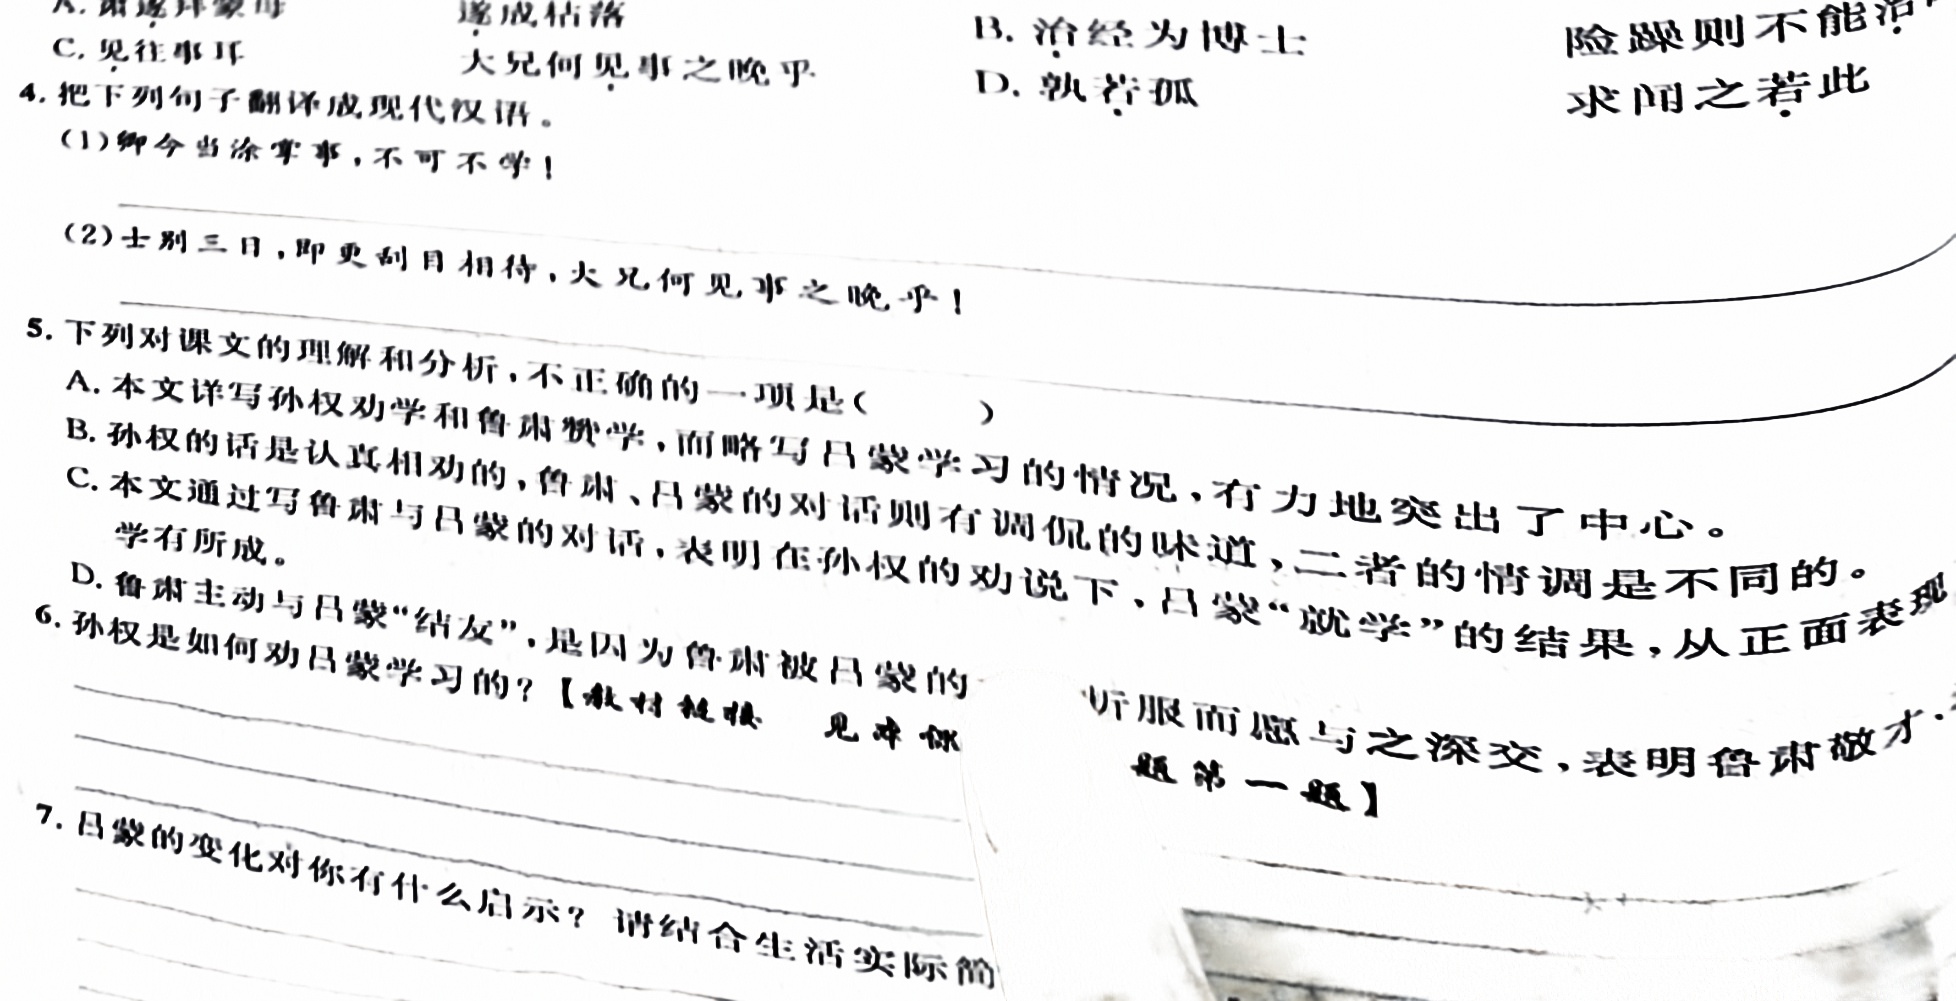 遂成枯落
C. 见往事耳 大兄何见事之晚乎
B. 治经为博士 险躁则不能治
D. 孰若孤 求闻之若此
4. 把下列句子翻译成现代汉语。
(1)卿今当涂掌事,不可不学!
(2)士别三日,即更刮目相待,大兄何见事之晚乎!
5. 下列对课文的理解和分析,不正确的一项是( )
A. 本文详写孙权劝学和鲁肃赞学,而略写吕蒙学习的情况,有力地突出了中心。
B. 孙权的话是认真相劝的,鲁肃、吕蒙的对话则有调侃的味道,二者的情调是不同的。
C. 本文通过写鲁肃与吕蒙的对话,表明在孙权的劝说下,吕蒙“就学”的结果,从正面表现
学有所成。
D. 鲁肃主动与吕蒙“结友”,是因为鲁肃被吕蒙的 折服而愿与之深交,表明鲁肃敬才
6. 孙权是如何劝吕蒙学习的?【教材链接 见 题第一题】
7. 吕蒙的变化对你有什么启示? 请结合生活实际简